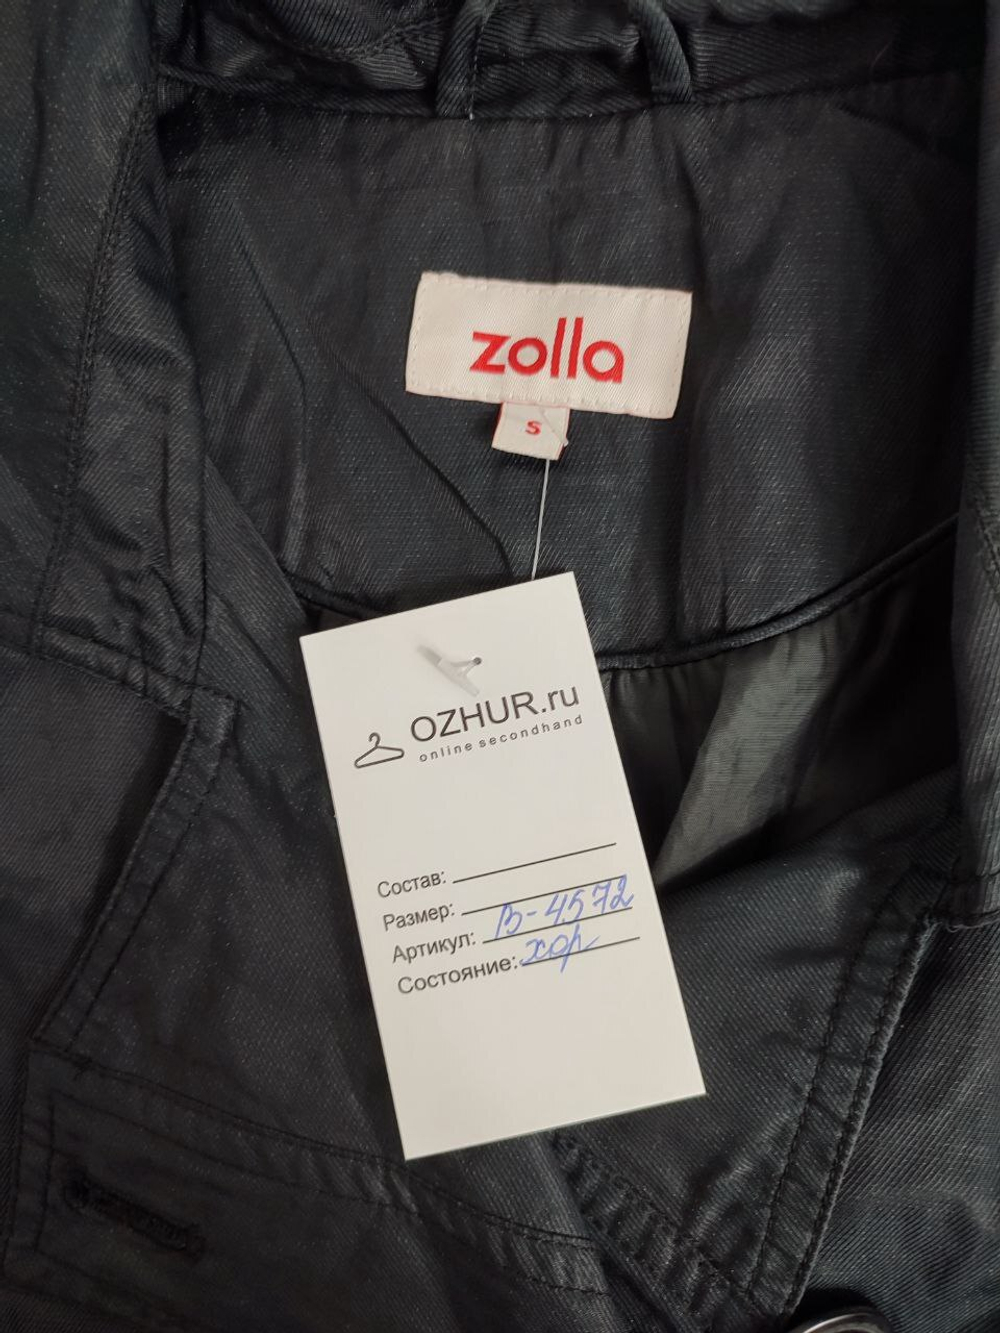 zolla
S
OZHUR.ru
online secondhand
Состав:
Размер:
Артикул: В-4572
Состояние: хор